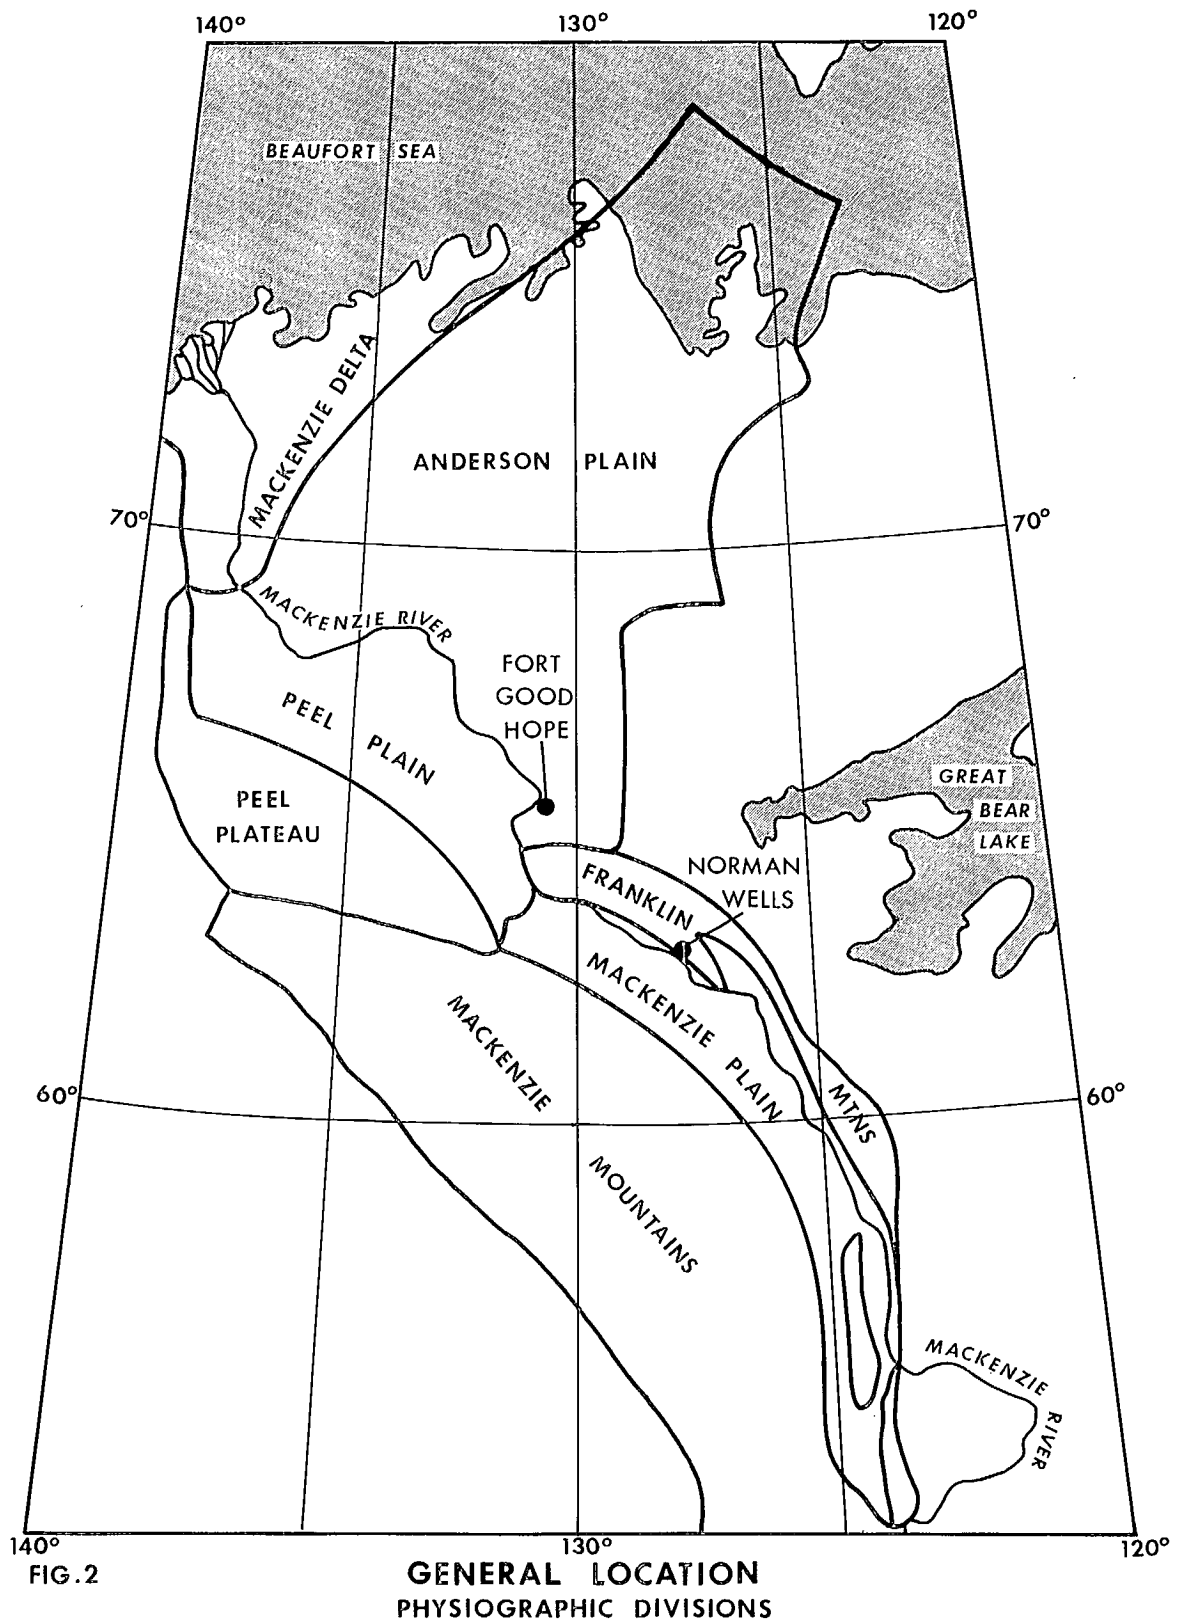 140°
130°
120°
BEAUFORT SEA
MACKENZIE DELTA
ANDERSON PLAIN
70°
70°
MACKENZIE RIVER
FORT
GOOD
HOPE
PEEL PLAIN
PEEL
PLATEAU
GREAT
BEAR
LAKE
NORMAN
WELLS
FRANKLIN
MTNS
MACKENZIE PLAIN
MACKENZIE
MOUNTAINS
60°
60°
MACKENZIE
RIVER
140°
130°
120°
FIG.2
GENERAL LOCATION
PHYSIOGRAPHIC DIVISIONS